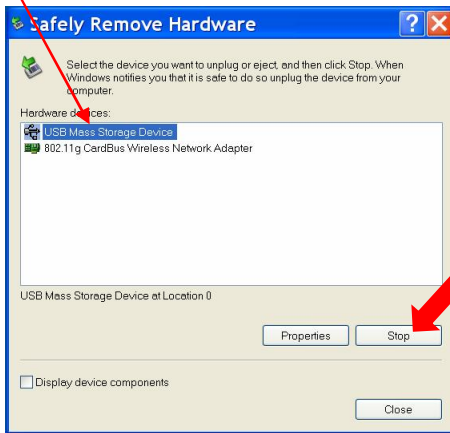 Safely Remove Hardware
Select the device you want to unplug or eject, and then click Stop. When
Windows notifies you that it is safe to do so unplug the device from your
computer.
Hardware devices:
USB Mass Storage Device
802.11g CardBus Wireless Network Adapter
USB Mass Storage Device at Location 0
Properties
Stop
Display device components
Close